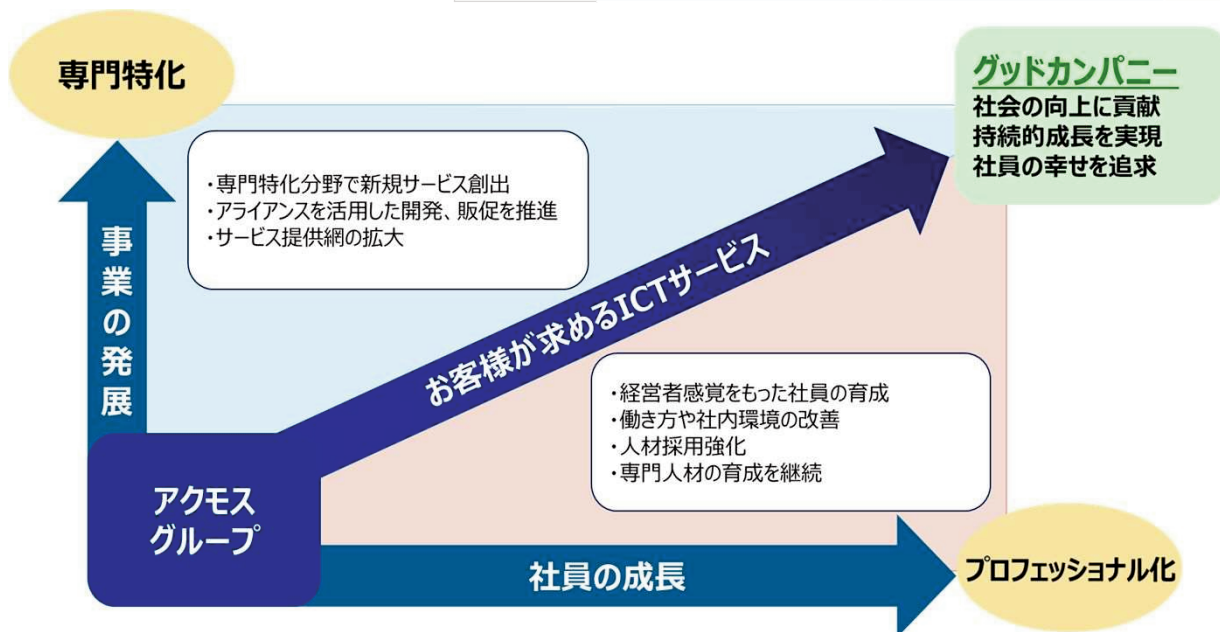 専門特化
グッドカンパニー
社会の向上に貢献
持続的成長を実現
社員の幸せを追求
・専門特化分野で新規サービス創出
・アライアンスを活用した開発、販促を推進
・サービス提供網の拡大
事業の発展
お客様が求めるICTサービス
・経営者感覚をもった社員の育成
・働き方や社内環境の改善
・人材採用強化
・専門人材の育成を継続
アクモス
グループ
社員の成長
プロフェッショナル化